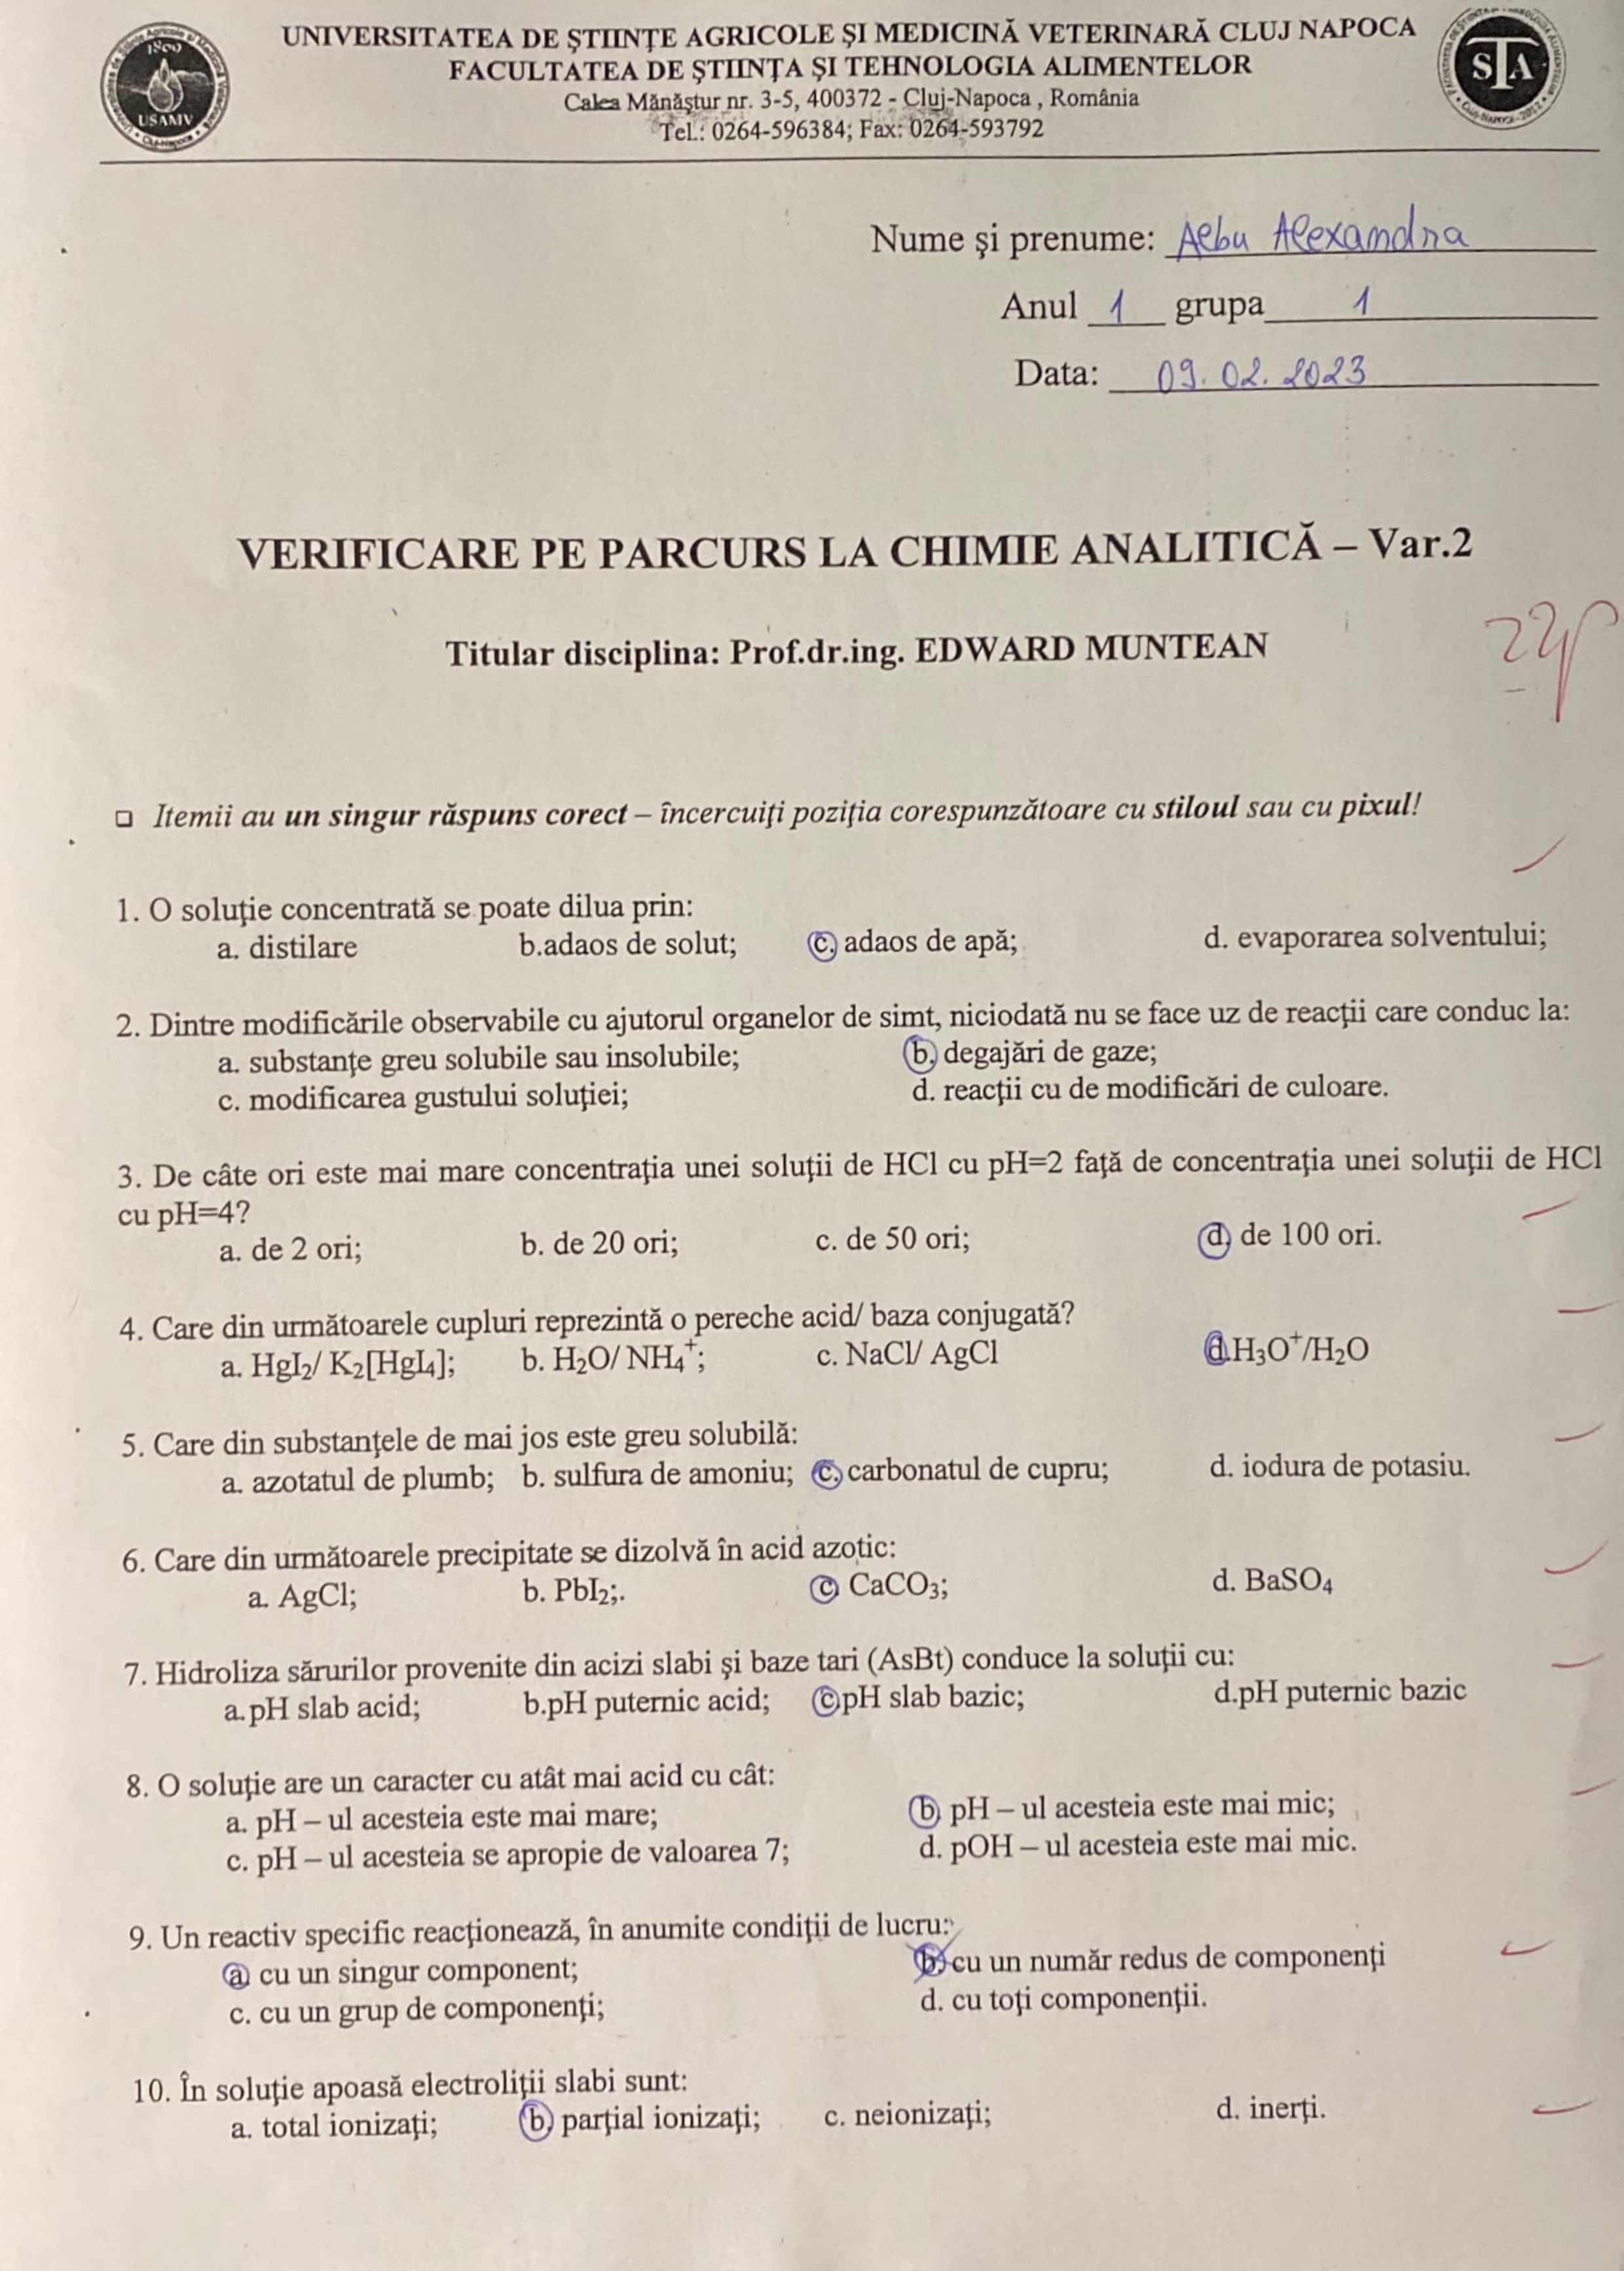 UNIVERSITATEA DE ŞTIINŢE AGRICOLE ŞI MEDICINĂ VETERINARĂ CLUJ NAPOCA
FACULTATEA DE ŞTIINŢA ŞI TEHNOLOGIA ALIMENTELOR
Calea Mănăştur nr. 3-5, 400372 - Cluj-Napoca , România
Tel.: 0264-596384; Fax: 0264-593792
USAMV
STA
Nume şi prenume: Albu Alexandra
Anul 1 grupa 1
Data: 09.02.2023
VERIFICARE PE PARCURS LA CHIMIE ANALITICĂ – Var.2
Titular disciplina: Prof.dr.ing. EDWARD MUNTEAN
22p
Itemii au un singur răspuns corect – încercuiţi poziţia corespunzătoare cu stiloul sau cu pixul!
1. O soluţie concentrată se poate dilua prin:
a. distilare b.adaos de solut; c. adaos de apă; d. evaporarea solventului;
2. Dintre modificările observabile cu ajutorul organelor de simt, niciodată nu se face uz de reacţii care conduc la:
a. substanţe greu solubile sau insolubile; b. degajări de gaze;
c. modificarea gustului soluţiei; d. reacţii cu de modificări de culoare.
3. De câte ori este mai mare concentraţia unei soluţii de HCl cu pH=2 faţă de concentraţia unei soluţii de HCl
cu pH=4?
a. de 2 ori; b. de 20 ori; c. de 50 ori; d. de 100 ori.
4. Care din următoarele cupluri reprezintă o pereche acid/ baza conjugată?
a. HgI₂/ K₂[HgI₄]; b. H₂O/ NH₄⁺; c. NaCl/ AgCl d.H₃O⁺/H₂O
5. Care din substanţele de mai jos este greu solubilă:
a. azotatul de plumb; b. sulfura de amoniu; c. carbonatul de cupru; d. iodura de potasiu.
6. Care din următoarele precipitate se dizolvă în acid azotic:
a. AgCl; b. PbI₂;. c. CaCO₃; d. BaSO₄
7. Hidroliza sărurilor provenite din acizi slabi şi baze tari (AsBt) conduce la soluţii cu:
a.pH slab acid; b.pH puternic acid; c.pH slab bazic; d.pH puternic bazic
8. O soluţie are un caracter cu atât mai acid cu cât:
a. pH – ul acesteia este mai mare; b. pH – ul acesteia este mai mic;
c. pH – ul acesteia se apropie de valoarea 7; d. pOH – ul acesteia este mai mic.
9. Un reactiv specific reacţionează, în anumite condiţii de lucru:
a. cu un singur component; b. cu un număr redus de componenţi
c. cu un grup de componenţi; d. cu toţi componenţii.
10. În soluţie apoasă electroliţii slabi sunt:
a. total ionizaţi; b. parţial ionizaţi; c. neionizaţi; d. inerţi.